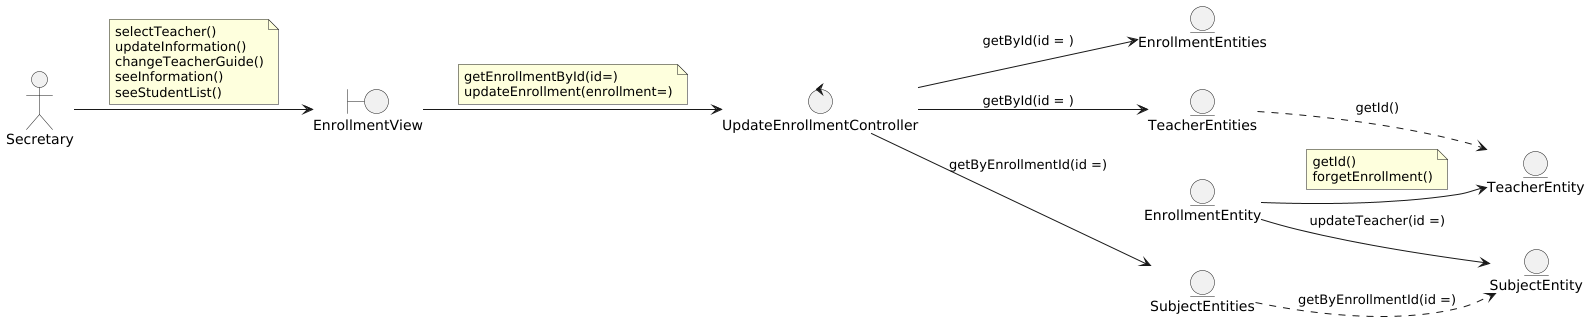 selectTeacher()
updateInformation()
changeTeacherGuide()
seeInformation()
seeStudentList()
Secretary
EnrollmentView
getEnrollmentById(id=)
updateEnrollment(enrollment=)
UpdateEnrollmentController
getById(id = )
EnrollmentEntities
getById(id = )
TeacherEntities
getId()
getByEnrollmentId(id =)
getId()
forgetEnrollment()
TeacherEntity
EnrollmentEntity
updateTeacher(id =)
SubjectEntity
SubjectEntities
getByEnrollmentId(id =)